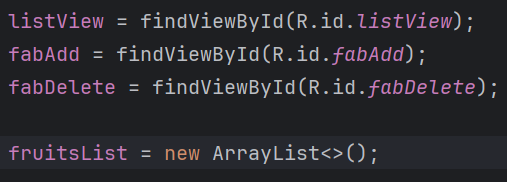 listView = findViewById(R.id.listView);
fabAdd = findViewById(R.id.fabAdd);
fabDelete = findViewById(R.id.fabDelete);
fruitsList = new ArrayList<>();